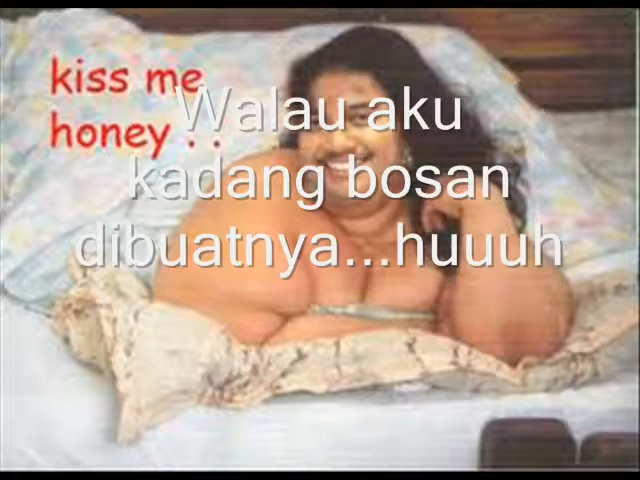 kiss me
honey . .
Walau aku
kadang bosan
dibuatnya...huuuh